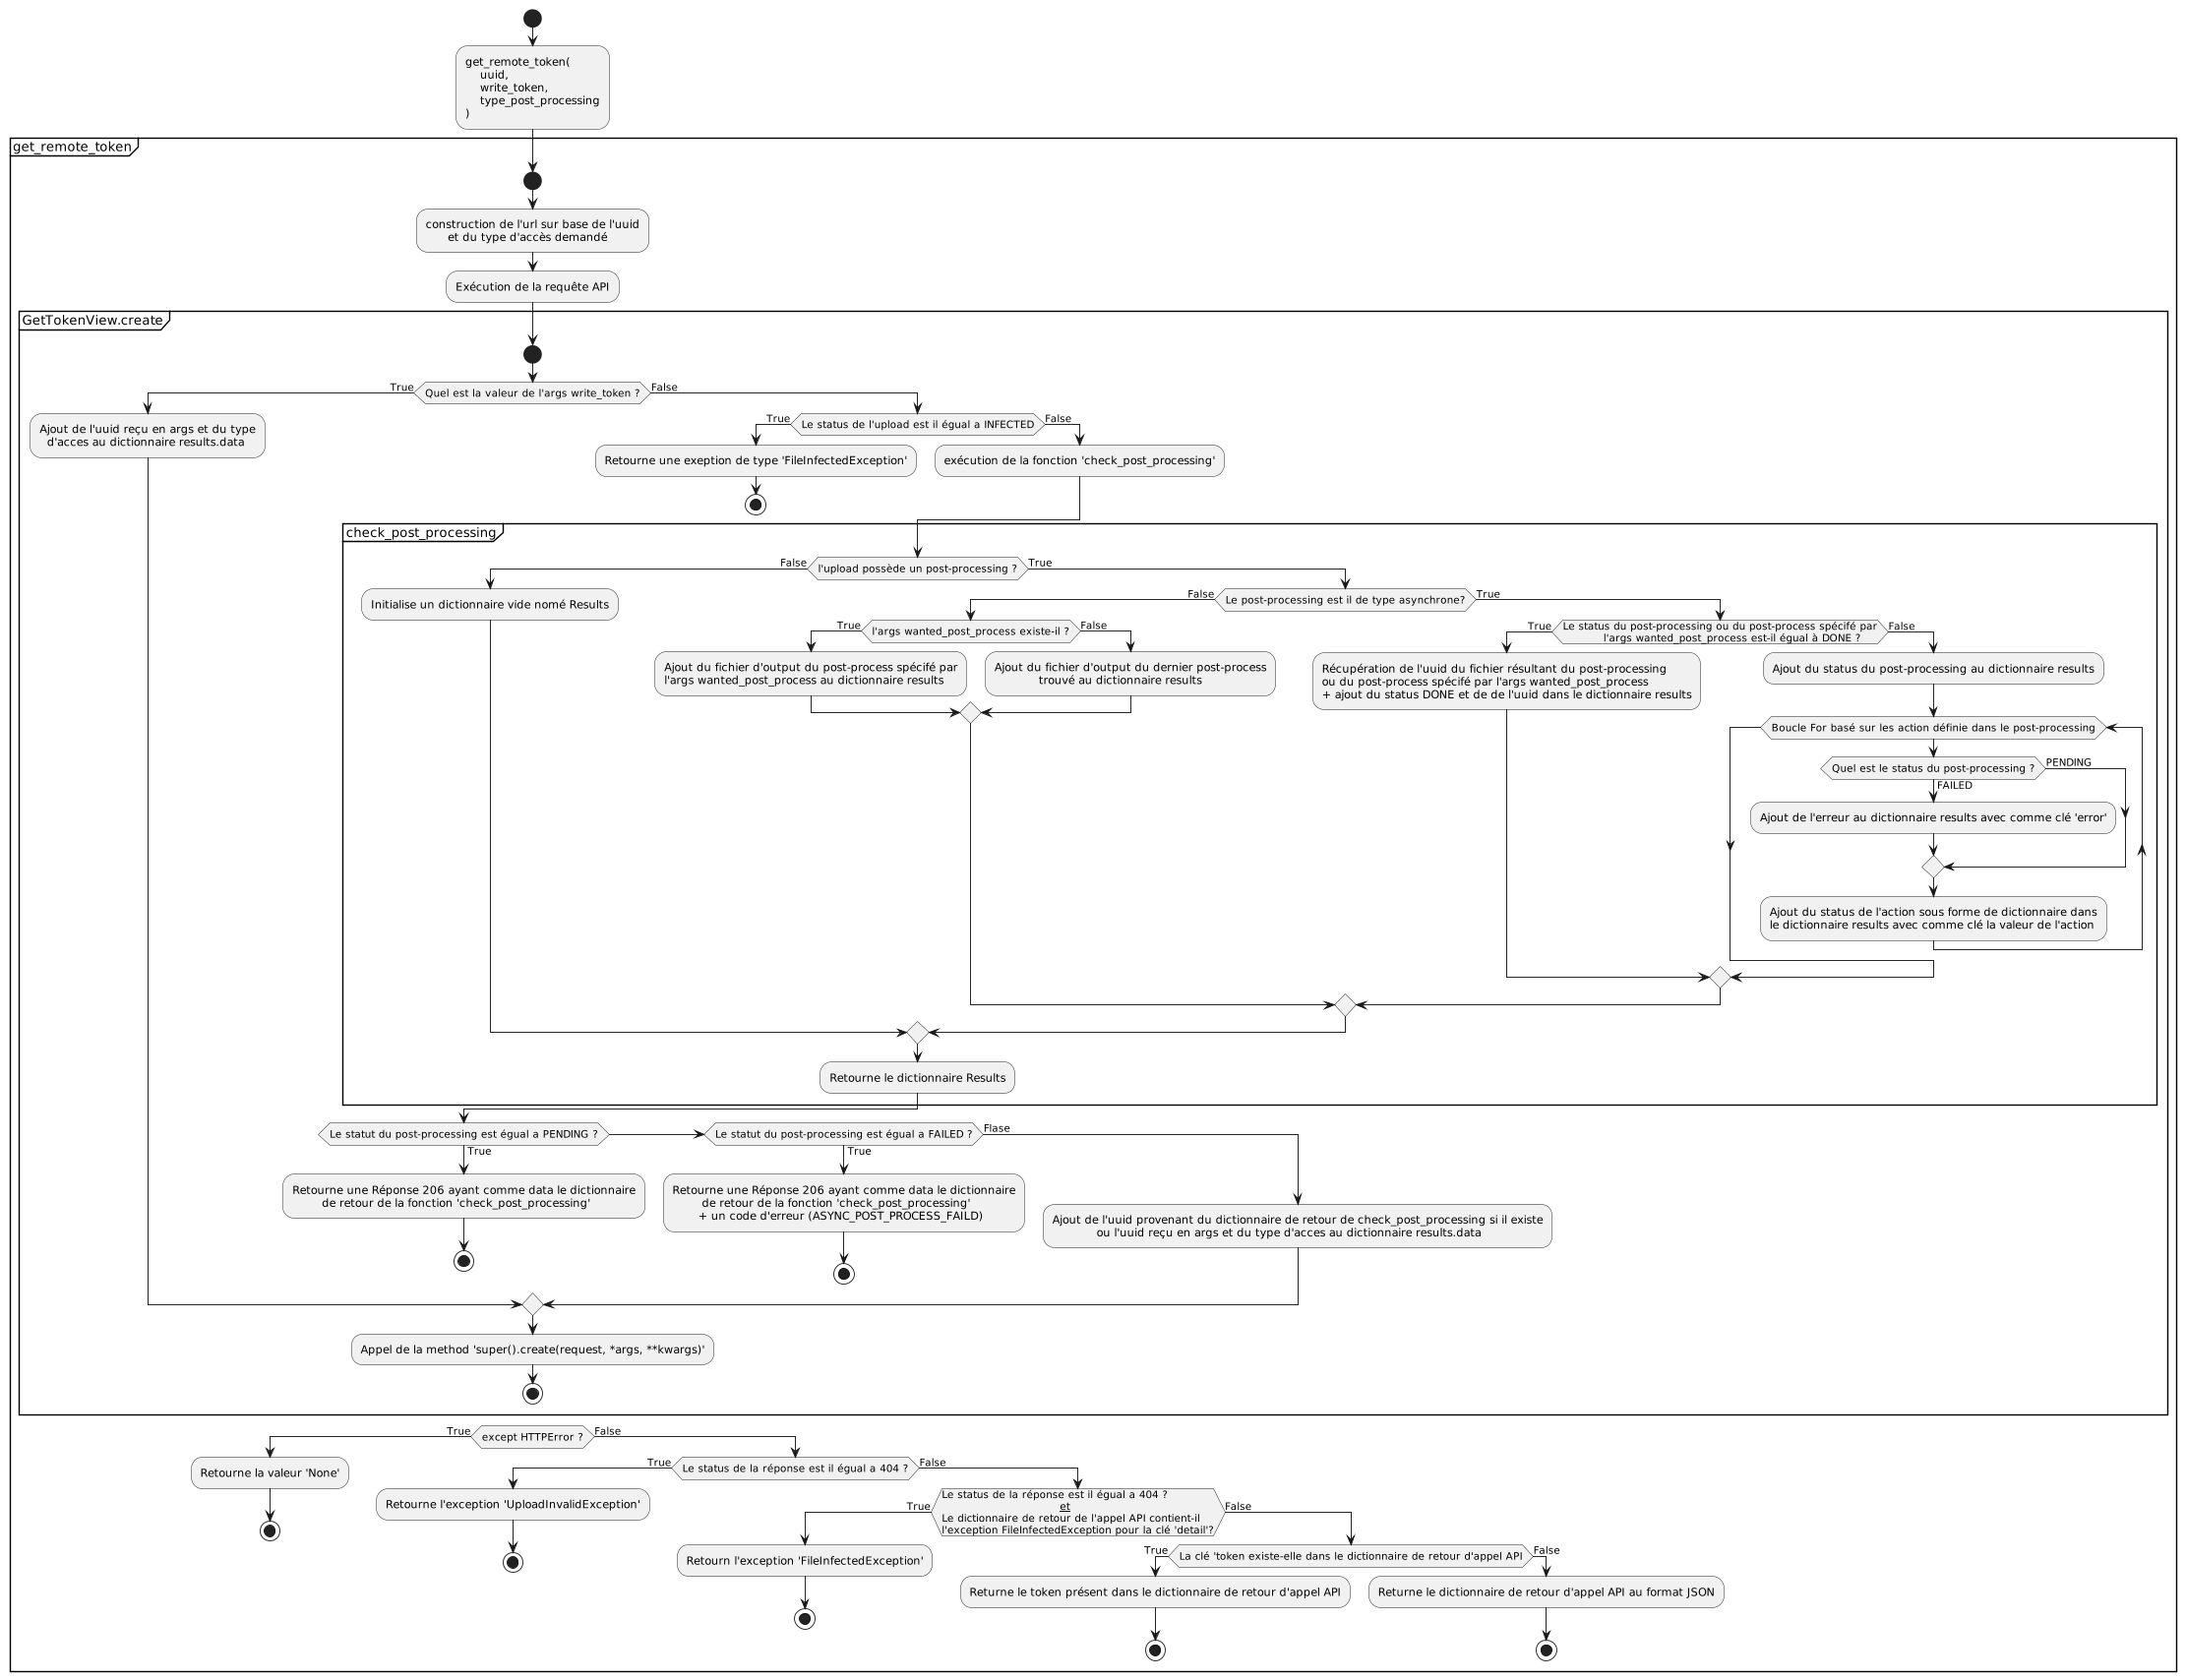 get_remote_token(
uuid,
write_token,
type_post_processing
)
get_remote_token
construction de l'url sur base de l'uuid
et du type d'accès demandé
Exécution de la requête API
GetTokenView.create
True
Quel est la valeur de l'args write_token ?
False
Ajout de l'uuid reçu en args et du type
d'acces au dictionnaire results.data
True
Le status de l'upload est il égual a INFECTED
False
Retourne une exeption de type 'FileInfectedException'
exécution de la fonction 'check_post_processing'
check_post_processing
False
l'upload possède un post-processing ?
True
Initialise un dictionnaire vide nomé Results
False
Le post-processing est il de type asynchrone?
True
True
l'args wanted_post_process existe-il ?
False
Ajout du fichier d'output du post-process spécifé par
l'args wanted_post_process au dictionnaire results
Ajout du fichier d'output du dernier post-process
trouvé au dictionnaire results
True
Le status du post-processing ou du post-process spécifé par
l'args wanted_post_process est-il égual à DONE ?
False
Récupération de l'uuid du fichier résultant du post-processing
ou du post-process spécifé par l'args wanted_post_process
+ ajout du status DONE et de de l'uuid dans le dictionnaire results
Ajout du status du post-processing au dictionnaire results
Boucle For basé sur les action définie dans le post-processing
Quel est le status du post-processing ?
PENDING
FAILED
Ajout de l'erreur au dictionnaire results avec comme clé 'error'
Ajout du status de l'action sous forme de dictionnaire dans
le dictionnaire results avec comme clé la valeur de l'action
Retourne le dictionnaire Results
Le statut du post-processing est égual a PENDING ?
True
Le statut du post-processing est égual a FAILED ?
Flase
True
Retourne une Réponse 206 ayant comme data le dictionnaire
de retour de la fonction 'check_post_processing'
Retourne une Réponse 206 ayant comme data le dictionnaire
de retour de la fonction 'check_post_processing'
+ un code d'erreur (ASYNC_POST_PROCESS_FAILD)
Ajout de l'uuid provenant du dictionnaire de retour de check_post_processing si il existe
ou l'uuid reçu en args et du type d'acces au dictionnaire results.data
Appel de la method 'super().create(request, *args, **kwargs)'
True
except HTTPError ?
False
Retourne la valeur 'None'
True
Le status de la réponse est il égual a 404 ?
False
Retourne l'exception 'UploadInvalidException'
True
Le status de la réponse est il égual a 404 ?
et
Le dictionnaire de retour de l'appel API contient-il
l'exception FileInfectedException pour la clé 'detail'?
False
Retourn l'exception 'FileInfectedException'
True
La clé 'token existe-elle dans le dictionnaire de retour d'appel API
False
Returne le token présent dans le dictionnaire de retour d'appel API
Returne le dictionnaire de retour d'appel API au format JSON